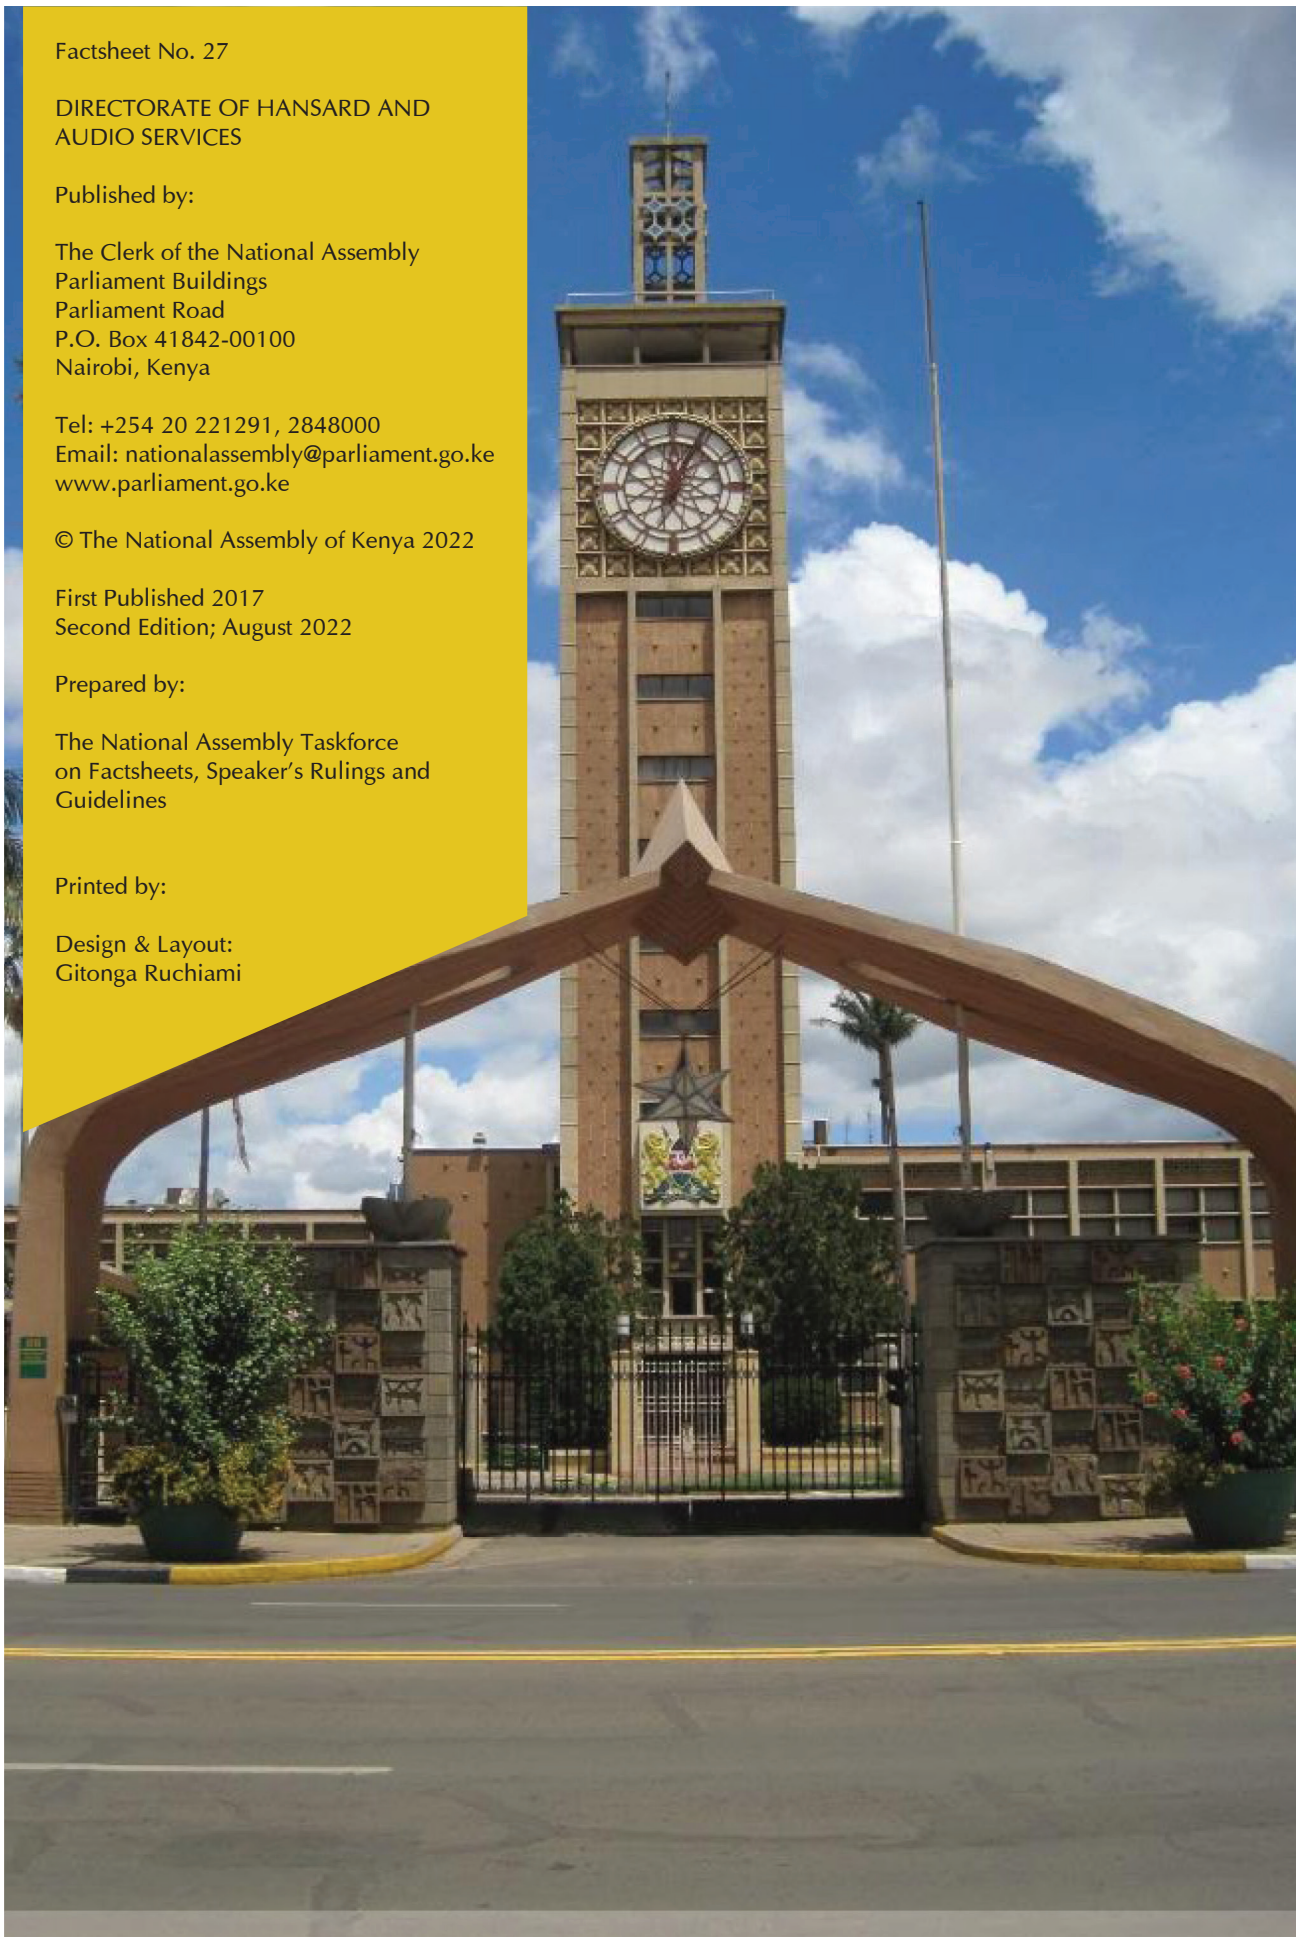 Factsheet No. 27
DIRECTORATE OF HANSARD AND
AUDIO SERVICES
Published by:
The Clerk of the National Assembly
Parliament Buildings
Parliament Road
P.O. Box 41842-00100
Nairobi, Kenya
Tel: +254 20 221291, 2848000
Email: nationalassembly@parliament.go.ke
www.parliament.go.ke
© The National Assembly of Kenya 2022
First Published 2017
Second Edition; August 2022
Prepared by:
The National Assembly Taskforce
on Factsheets, Speaker’s Rulings and
Guidelines
Printed by:
Design & Layout:
Gitonga Ruchiami